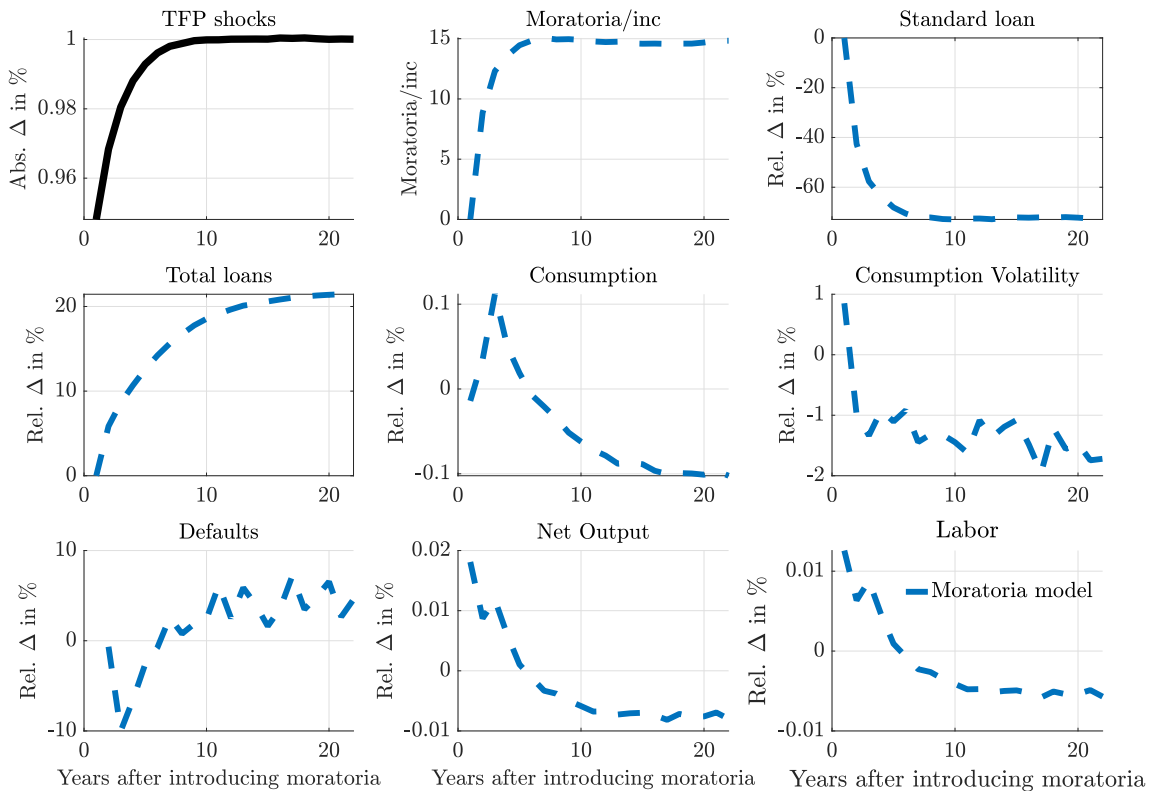 TFP shocks
Abs. Δ in %
1
0.98
0.96
0
10
20
Moratoria/inc
Moratoria/inc
15
10
5
0
0
10
20
Standard loan
Rel. Δ in %
0
-20
-40
-60
0
10
20
Total loans
Rel. Δ in %
20
10
0
0
10
20
Consumption
Rel. Δ in %
0.1
0
-0.1
0
10
20
Consumption Volatility
Rel. Δ in %
1
0
-1
-2
0
10
20
Defaults
Rel. Δ in %
10
0
-10
0
10
20
Years after introducing moratoria
Net Output
Rel. Δ in %
0.02
0.01
0
-0.01
0
10
20
Years after introducing moratoria
Labor
Rel. Δ in %
0.01
0
-0.01
Moratoria model
0
10
20
Years after introducing moratoria